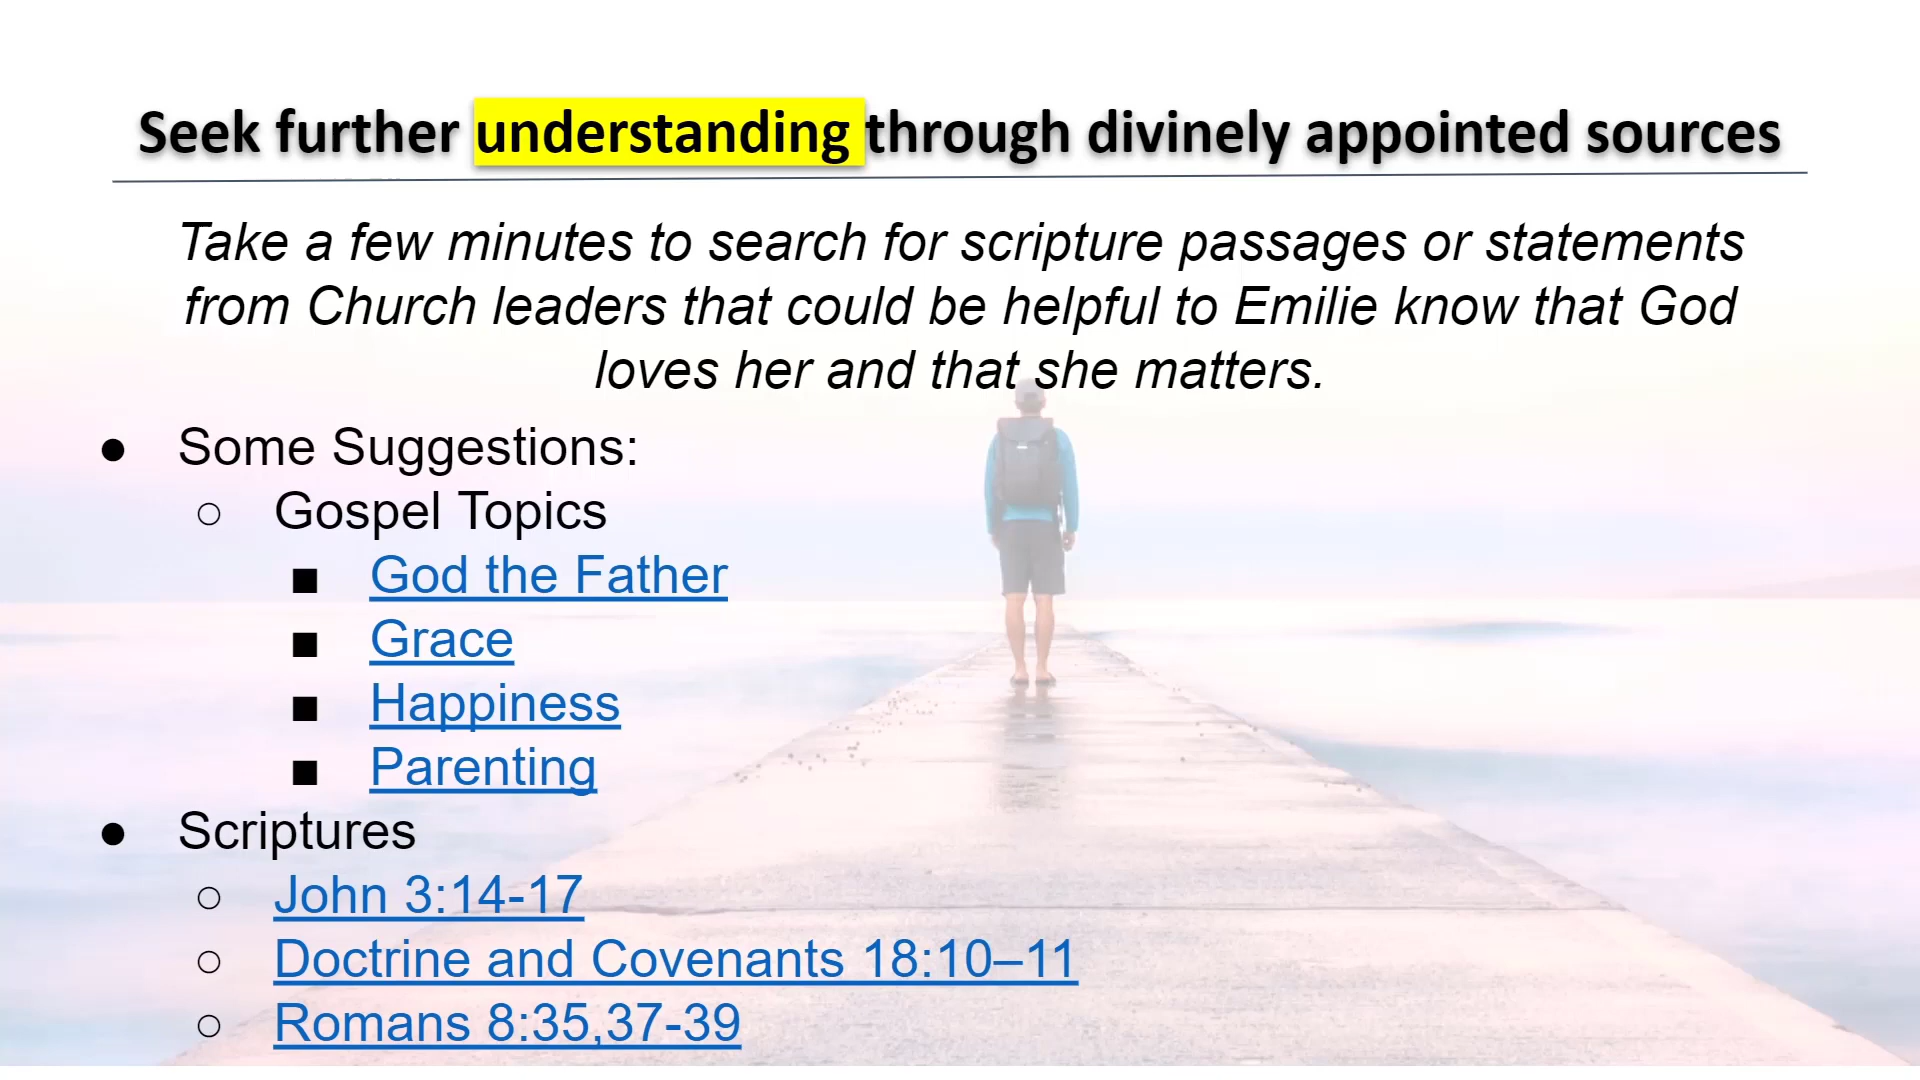 Seek further understanding through divinely appointed sources
Take a few minutes to search for scripture passages or statements
from Church leaders that could be helpful to Emilie know that God
loves her and that she matters.
● Some Suggestions:
○ Gospel Topics
■ God the Father
■ Grace
■ Happiness
■ Parenting
● Scriptures
○ John 3:14-17
○ Doctrine and Covenants 18:10–11
○ Romans 8:35,37-39